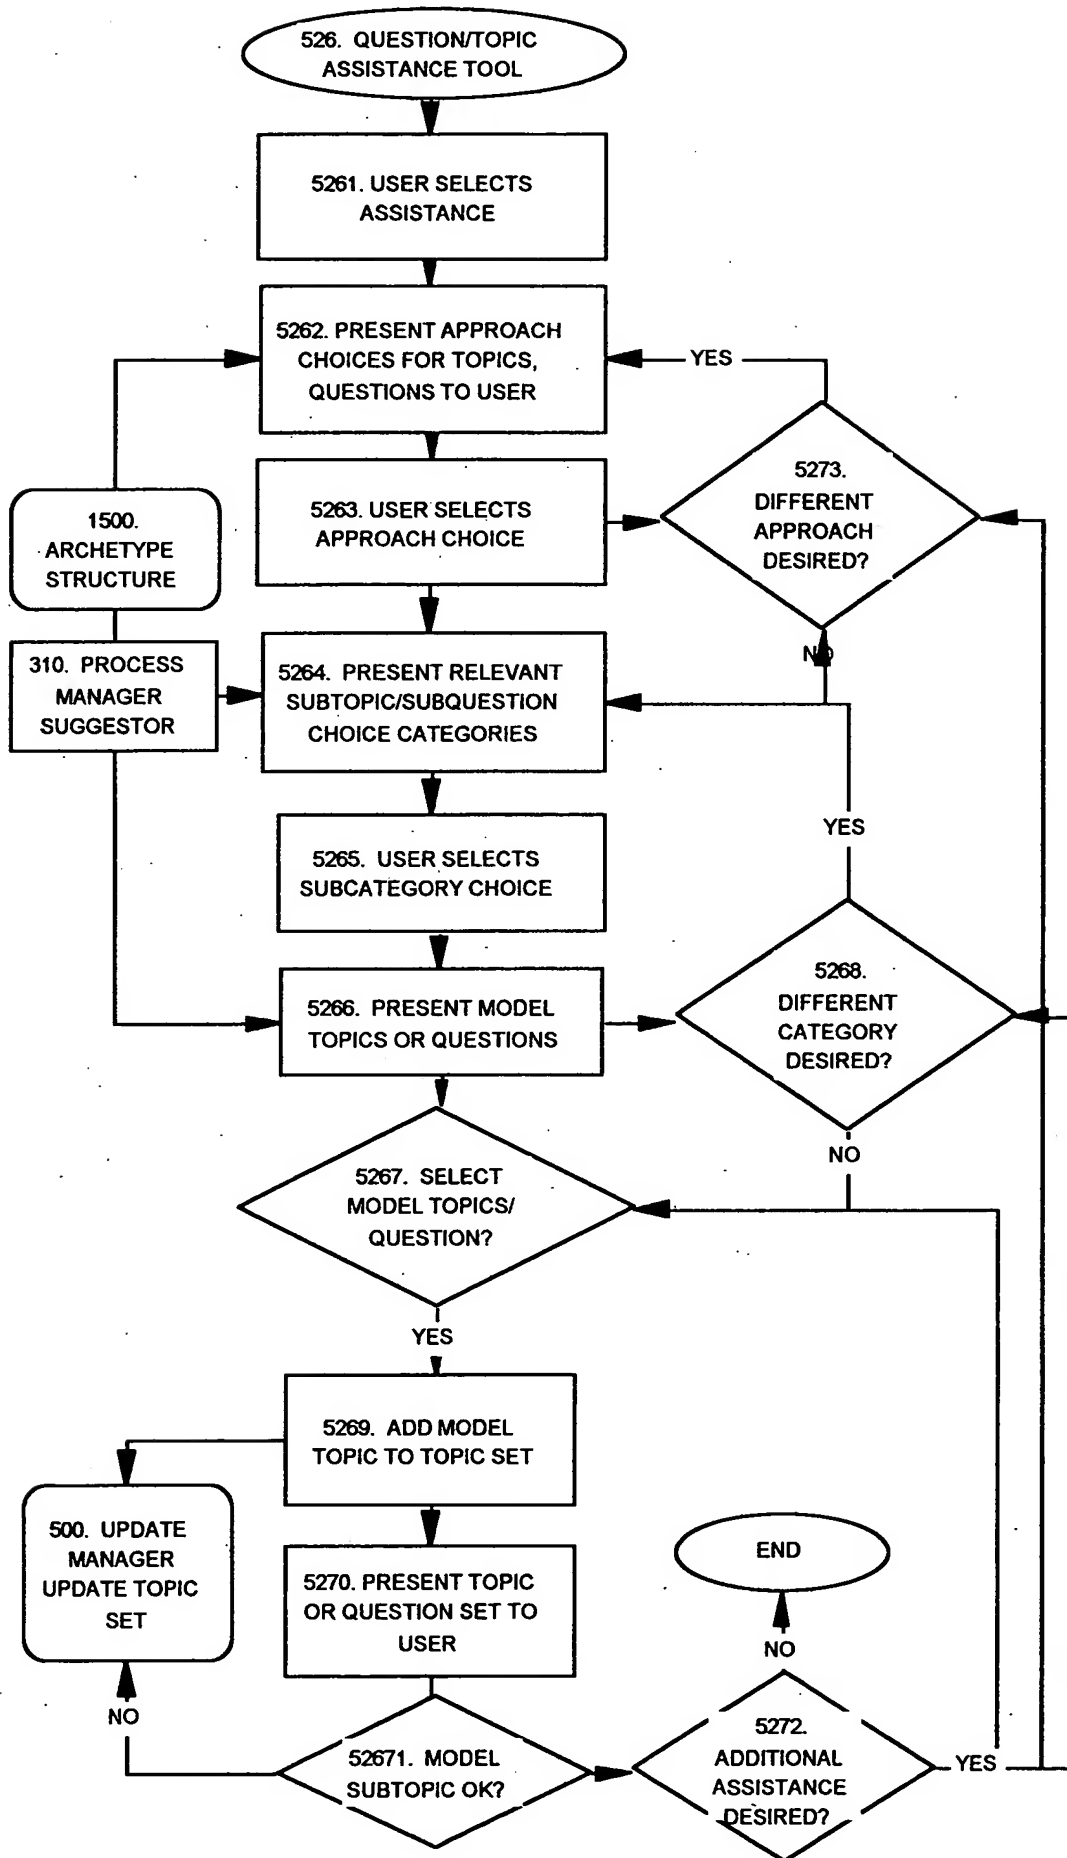 526. QUESTION/TOPIC
ASSISTANCE TOOL
5261. USER SELECTS
ASSISTANCE
5262. PRESENT APPROACH
CHOICES FOR TOPICS,
QUESTIONS TO USER
YES
5273.
DIFFERENT
APPROACH
DESIRED?
5263. USER SELECTS
APPROACH CHOICE
1500.
ARCHETYPE
STRUCTURE
NO
310. PROCESS
MANAGER
SUGGESTOR
5264. PRESENT RELEVANT
SUBTOPIC/SUBQUESTION
CHOICE CATEGORIES
YES
5265. USER SELECTS
SUBCATEGORY CHOICE
5268.
DIFFERENT
CATEGORY
DESIRED?
5266. PRESENT MODEL
TOPICS OR QUESTIONS
NO
5267. SELECT
MODEL TOPICS/
QUESTION?
YES
5269. ADD MODEL
TOPIC TO TOPIC SET
500. UPDATE
MANAGER
UPDATE TOPIC
SET
END
5270. PRESENT TOPIC
OR QUESTION SET TO
USER
NO
NO
52671. MODEL
SUBTOPIC OK?
5272.
ADDITIONAL
ASSISTANCE
DESIRED?
YES